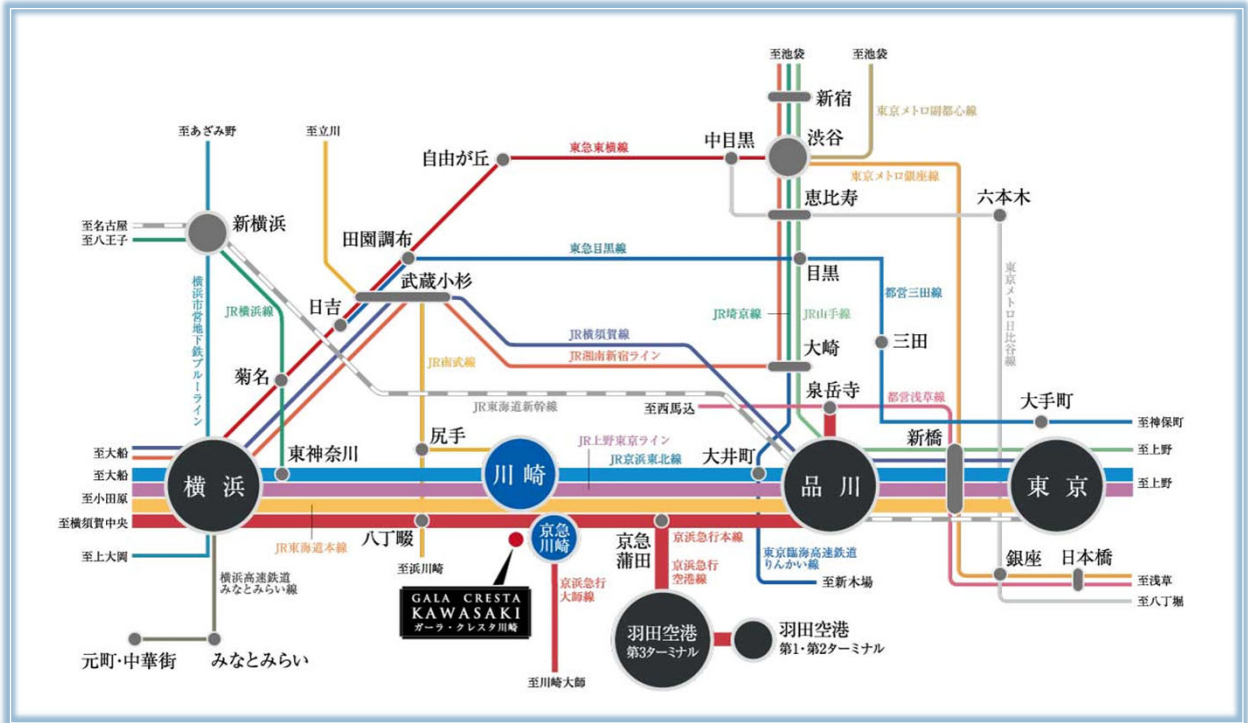 至池袋
至池袋
新宿
東京メトロ副都心線
至あざみ野
至立川
中目黒
渋谷
自由が丘
東急東横線
東京メトロ銀座線
恵比寿
六本木
新横浜
至名古屋
至八王子
田園調布
東急目黒線
目黒
武蔵小杉
都営三田線
東京メトロ日比谷線
横浜市営地下鉄ブルーライン
JR横浜線
日吉
JR横須賀線
JR埼京線
JR山手線
JR湘南新宿ライン
大崎
三田
JR南武線
菊名
JR東海道新幹線
至西馬込
泉岳寺
都営浅草線
大手町
至神保町
尻手
JR上野東京ライン
新橋
至大船
東神奈川
JR京浜東北線
大井町
至上野
至大船
横浜
川崎
品川
東京
至上野
至小田原
至横須賀中央
八丁畷
京急
川崎
京急
蒲田
京浜急行本線
JR東海道本線
至上大岡
至浜川崎
京浜急行
空港線
東京臨海高速鉄道
りんかい線
銀座
日本橋
至新木場
至浅草
至八丁堀
横浜高速鉄道
みなとみらい線
京浜急行
大師線
GALA CRESTA
KAWASAKI
ガーラ・クレスタ川崎
羽田空港
第3ターミナル
羽田空港
第1・第2ターミナル
元町・中華街
みなとみらい
至川崎大師